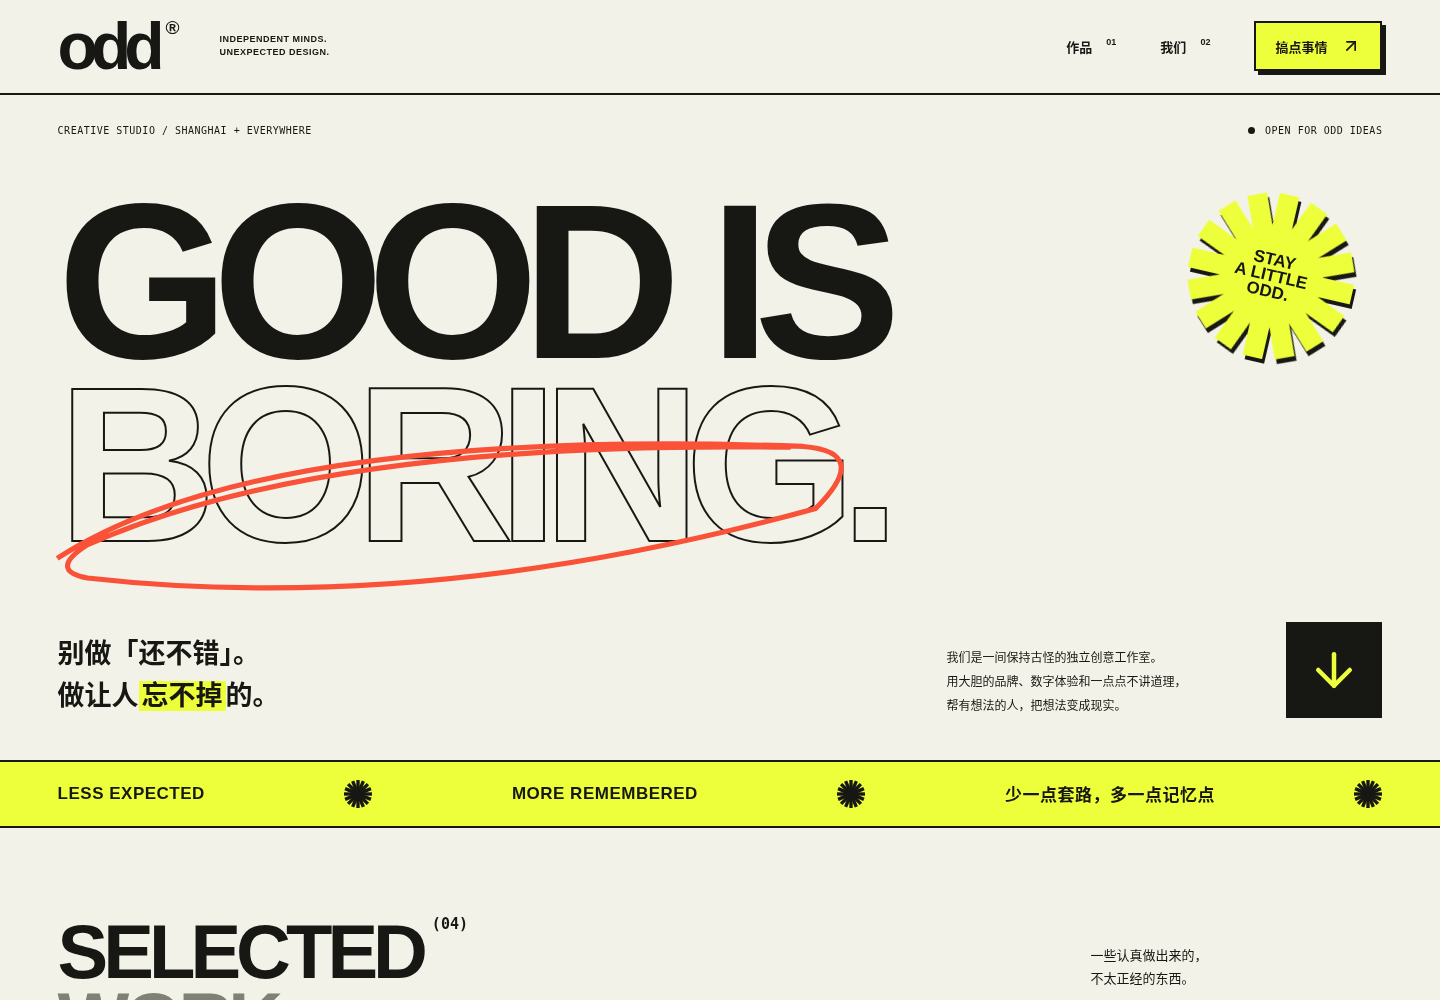 odd®
INDEPENDENT MINDS.
UNEXPECTED DESIGN.
作品 01
我们 02
搞点事情
CREATIVE STUDIO / SHANGHAI + EVERYWHERE
OPEN FOR ODD IDEAS
GOOD IS
BORING.
STAY
A LITTLE
ODD.
别做「还不错」。
做让人忘不掉的。
我们是一间保持古怪的独立创意工作室。
用大胆的品牌、数字体验和一点点不讲道理，
帮有想法的人，把想法变成现实。
LESS EXPECTED
MORE REMEMBERED
少一点套路，多一点记忆点
SELECTED (04)
WORK
一些认真做出来的，
不太正经的东西。